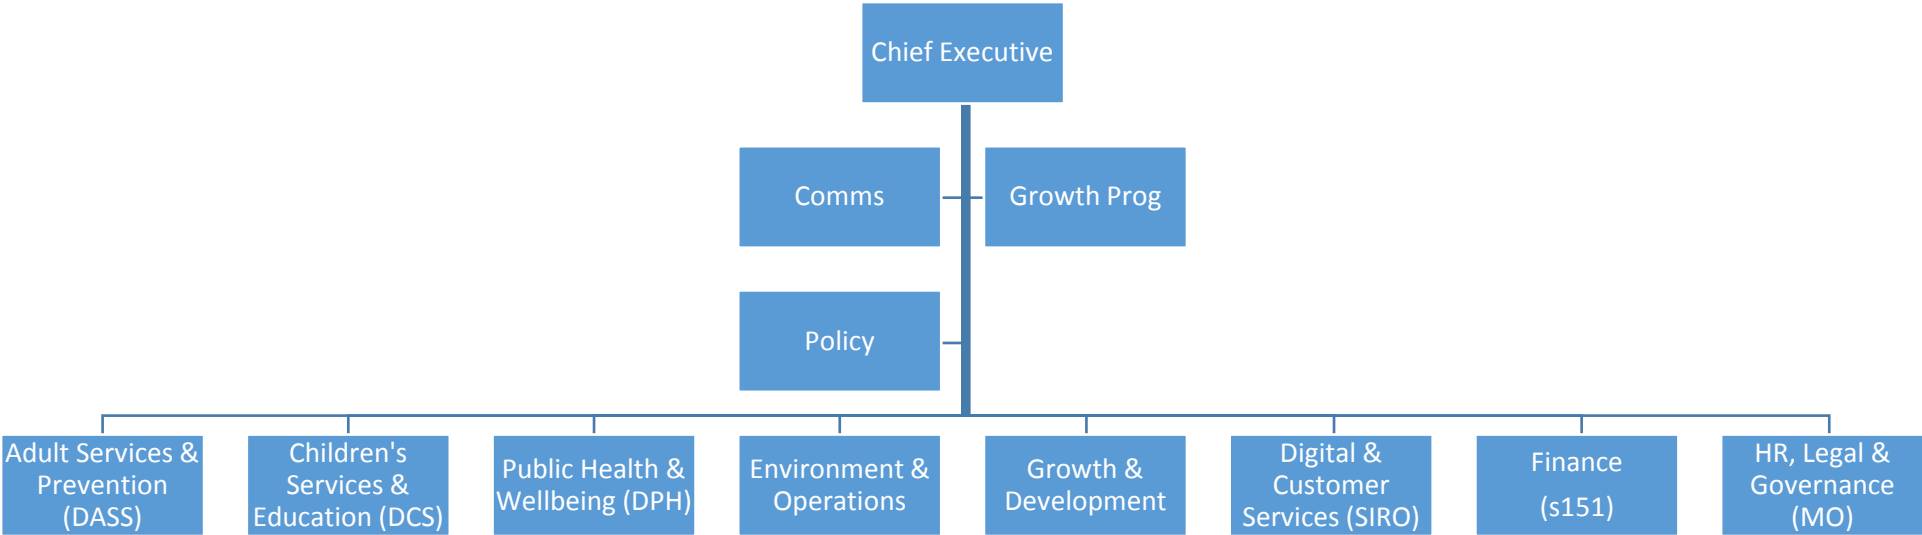 Chief Executive
Comms
Growth Prog
Policy
Adult Services &
Prevention
(DASS)
Children's
Services &
Education (DCS)
Public Health &
Wellbeing (DPH)
Environment &
Operations
Growth &
Development
Digital &
Customer
Services (SIRO)
Finance
(s151)
HR, Legal &
Governance
(MO)